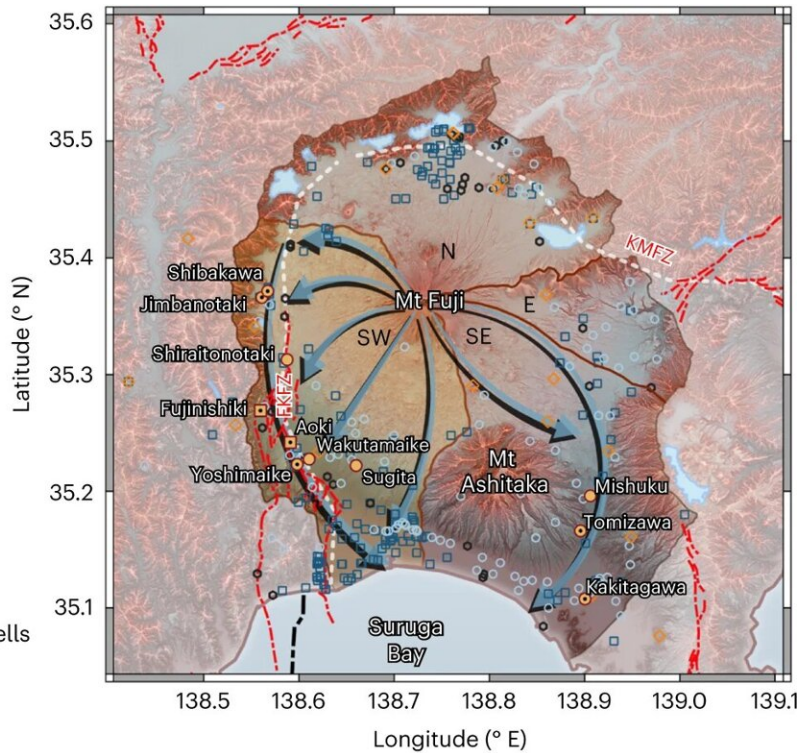 35.6
35.5
35.4
35.3
35.2
35.1
Latitude (° N)
KMFZ
N
Shibakawa
Jimbanotaki
Mt Fuji
E
Shiraitonotaki
SW
SE
Fujinishiki
FKFZ
Aoki
Wakutamaike
Yoshimaike
Sugita
Mt
Ashitaka
Mishuku
Tomizawa
Kakitagawa
ells
Suruga
Bay
138.5
138.6
138.7
138.8
138.9
139.0
139.1
Longitude (° E)